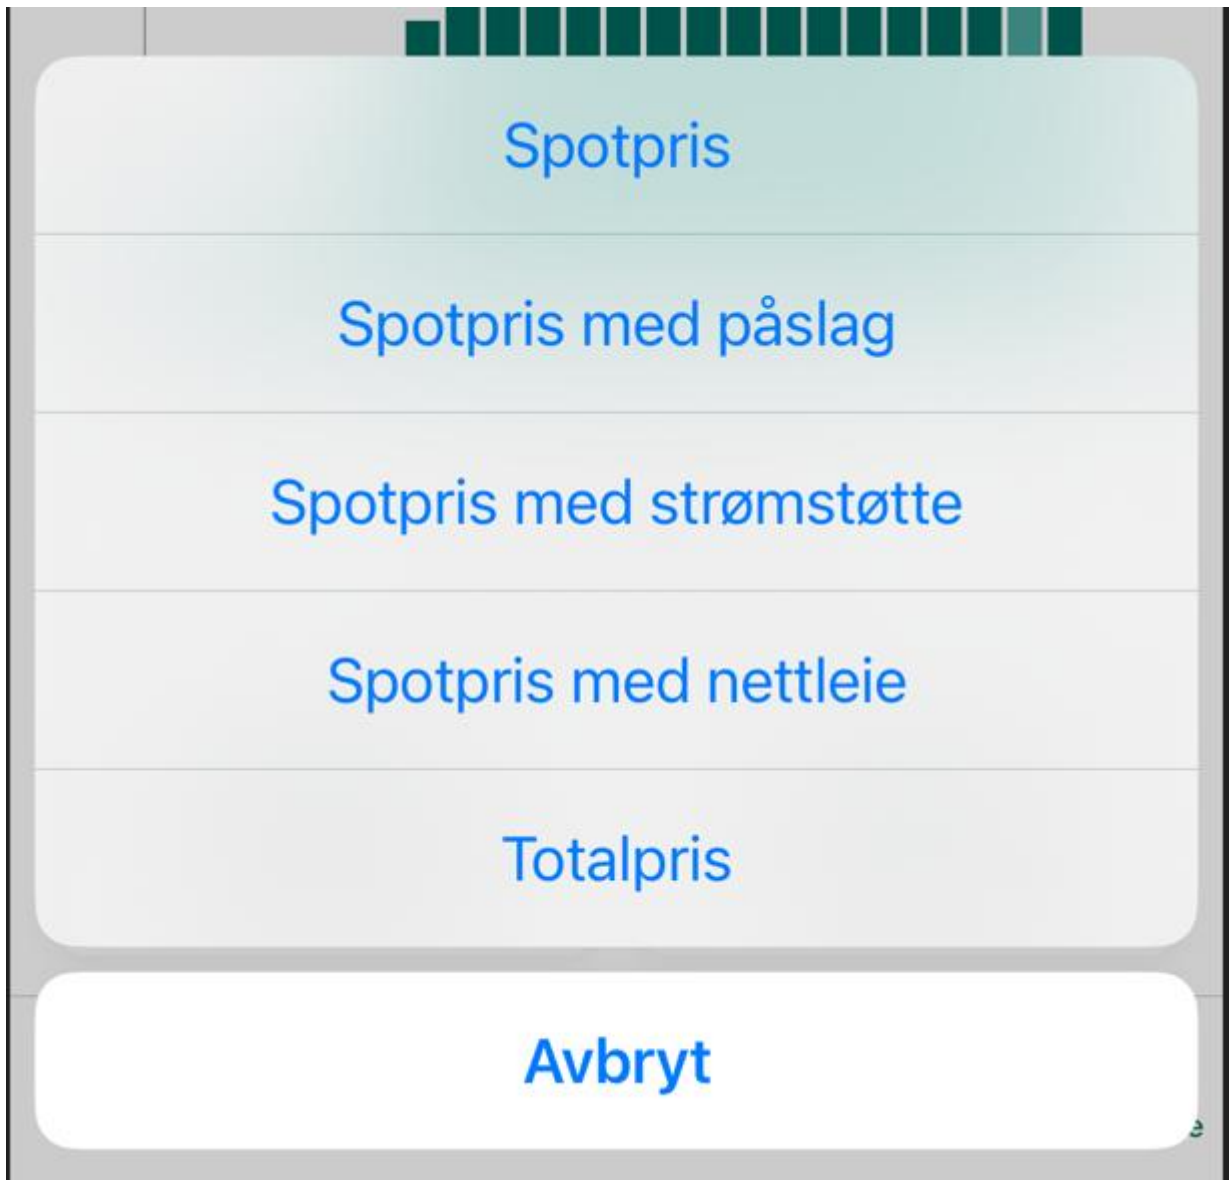 Spotpris
Spotpris med påslag
Spotpris med strømstøtte
Spotpris med nettleie
Totalpris
Avbryt